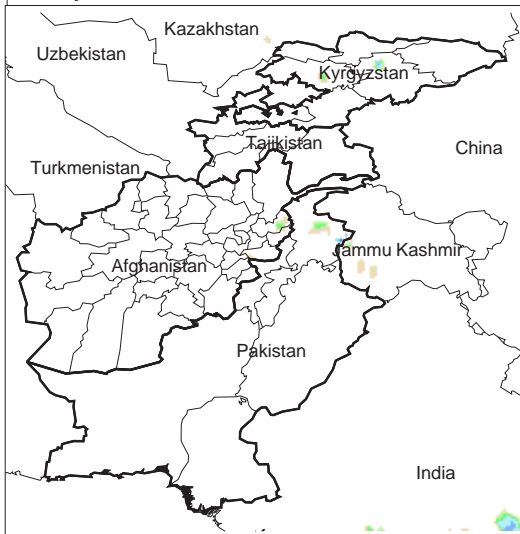 Kazakhstan
Uzbekistan
Kyrgyzstan
Tajikistan
China
Turkmenistan
Jammu Kashmir
Afghanistan
Pakistan
India